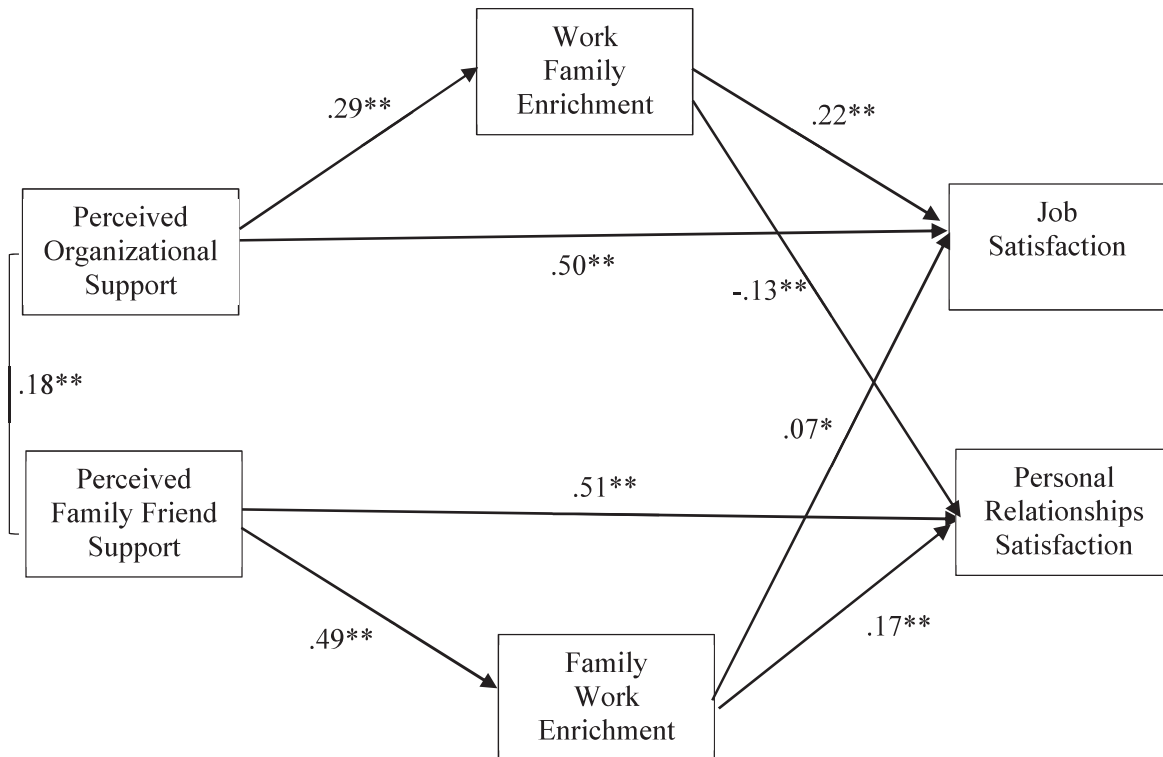 Work
Family
Enrichment
.29**
.22**
Perceived
Organizational
Support
Job
Satisfaction
.50**
-.13**
.18**
.07*
Perceived
Family Friend
Support
.51**
Personal
Relationships
Satisfaction
.49**
.17**
Family
Work
Enrichment